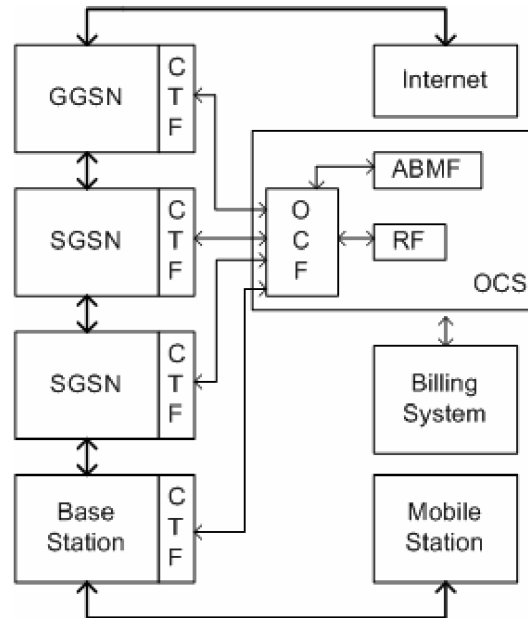 GGSN
C
T
F
Internet
SGSN
C
T
F
O
C
F
ABMF
RF
OCS
SGSN
C
T
F
Billing
System
Base
Station
C
T
F
Mobile
Station